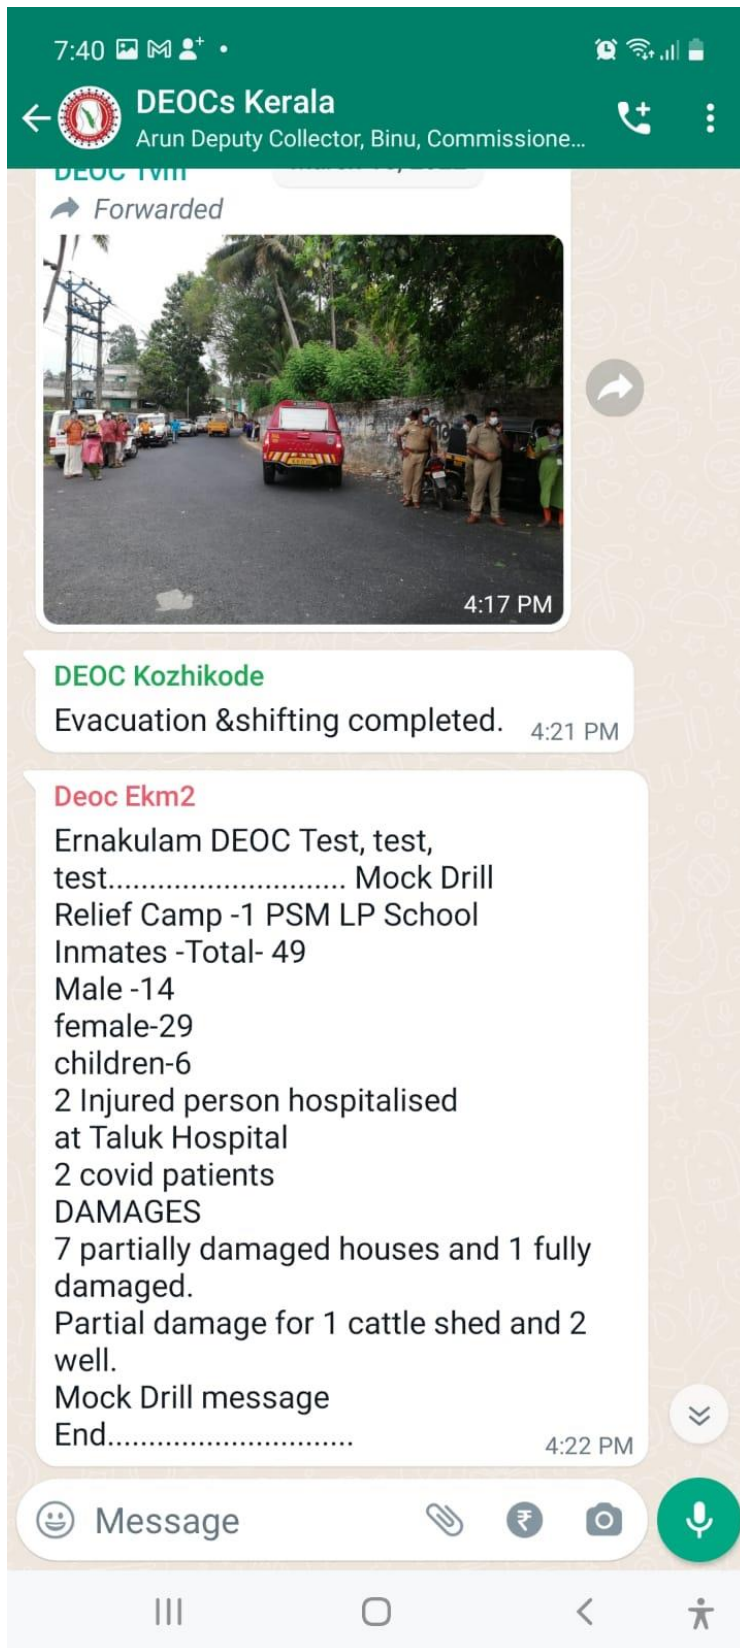 7:40
DEOCs Kerala
Arun Deputy Collector, Binu, Commissione...
DEOC Tvm
Forwarded
4:17 PM
DEOC Kozhikode
Evacuation &shifting completed.
4:21 PM
Deoc Ekm2
Ernakulam DEOC Test, test,
test............................. Mock Drill
Relief Camp -1 PSM LP School
Inmates -Total- 49
Male -14
female-29
children-6
2 Injured person hospitalised
at Taluk Hospital
2 covid patients
DAMAGES
7 partially damaged houses and 1 fully
damaged.
Partial damage for 1 cattle shed and 2
well.
Mock Drill message
End..............................
4:22 PM
Message